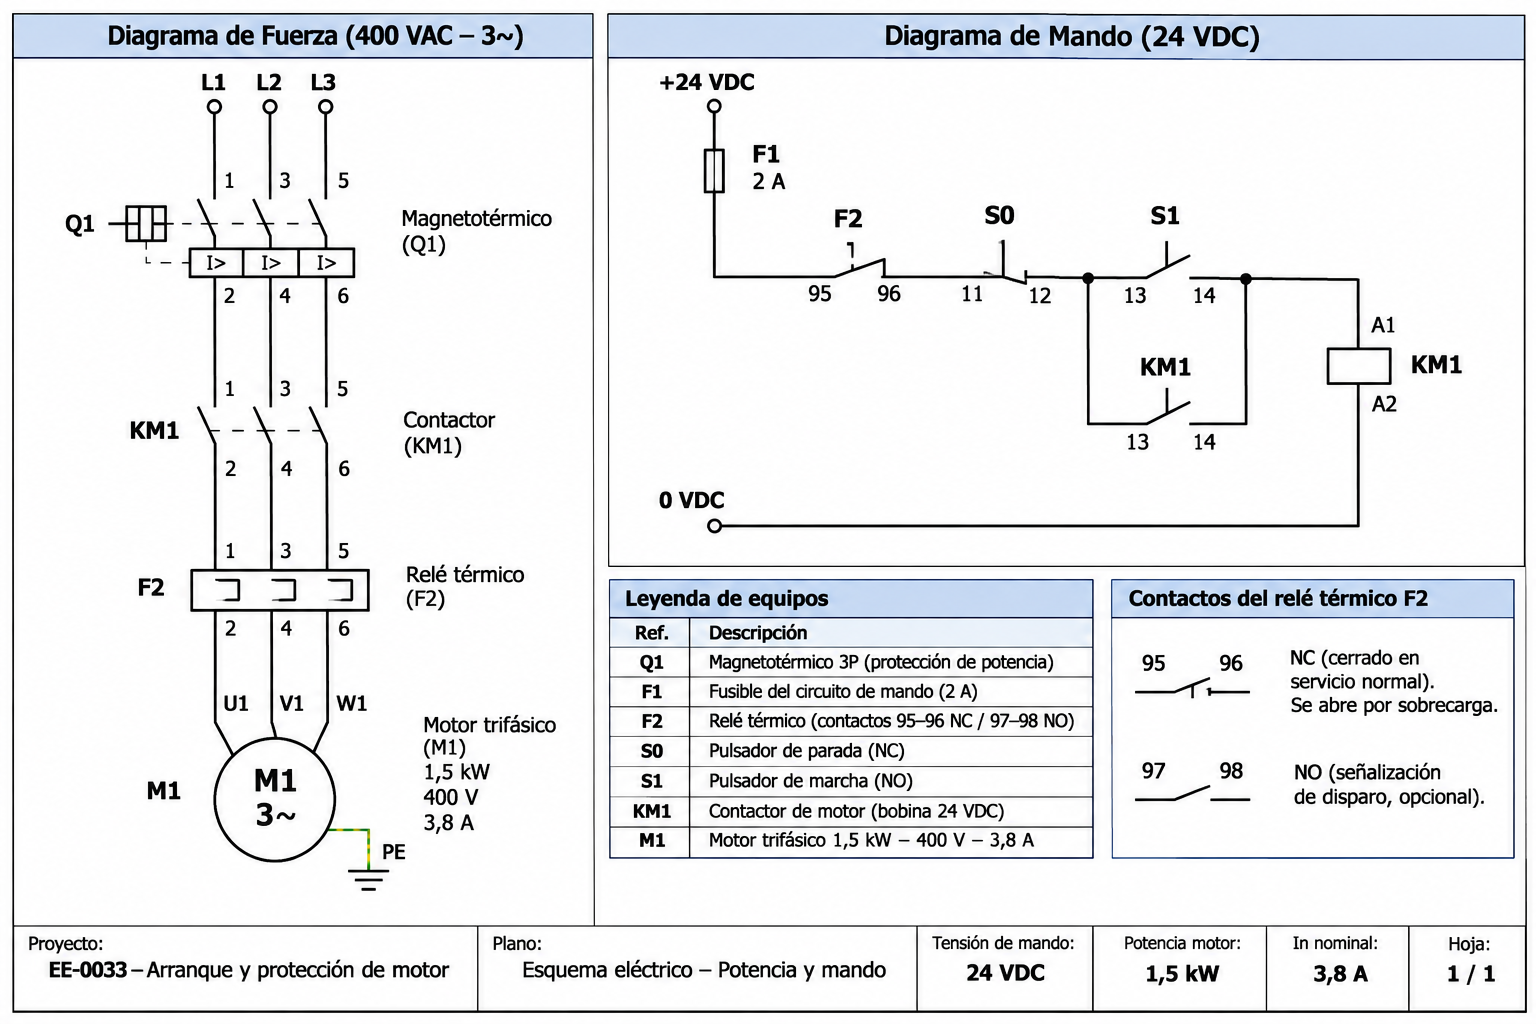 Diagrama de Fuerza (400 VAC – 3~)
L1 L2 L3
1 3 5
Q1
I> I> I>
Magnetotérmico
(Q1)
2 4 6
1 3 5
KM1
Contactor
(KM1)
2 4 6
1 3 5
F2
Relé térmico
(F2)
2 4 6
U1 V1 W1
M1
M1
3~
Motor trifásico
(M1)
1,5 kW
400 V
3,8 A
PE
Diagrama de Mando (24 VDC)
+24 VDC
F1
2 A
F2
S0
S1
95 96 11 12 13 14
KM1
13 14
A1
KM1
A2
0 VDC
Leyenda de equipos
Ref. Descripción
Q1 Magnetotérmico 3P (protección de potencia)
F1 Fusible del circuito de mando (2 A)
F2 Relé térmico (contactos 95–96 NC / 97–98 NO)
S0 Pulsador de parada (NC)
S1 Pulsador de marcha (NO)
KM1 Contactor de motor (bobina 24 VDC)
M1 Motor trifásico 1,5 kW – 400 V – 3,8 A
Contactos del relé térmico F2
95 96
NC (cerrado en
servicio normal).
Se abre por sobrecarga.
97 98
NO (señalización
de disparo, opcional).
Proyecto:
EE-0033 – Arranque y protección de motor
Plano:
Esquema eléctrico – Potencia y mando
Tensión de mando:
24 VDC
Potencia motor:
1,5 kW
In nominal:
3,8 A
Hoja:
1 / 1